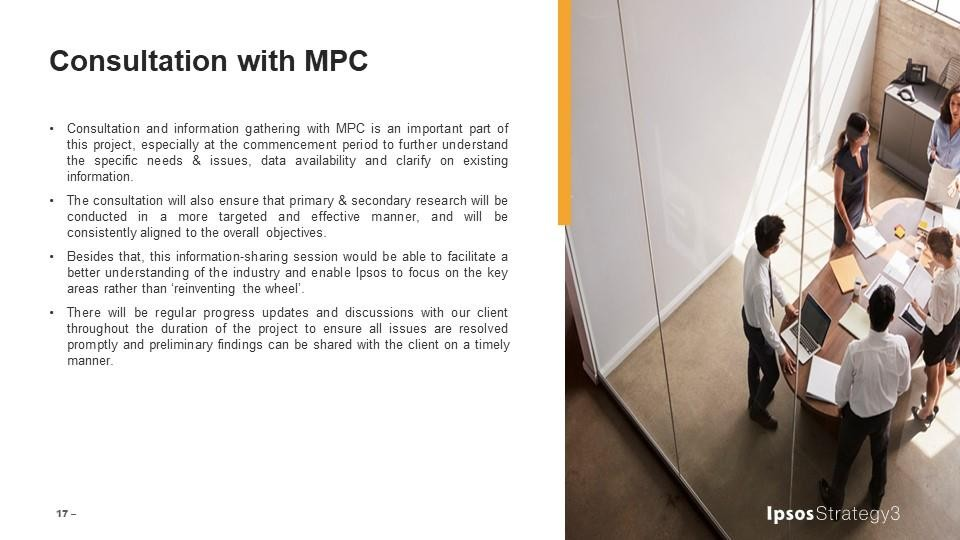 Consultation with MPC
• Consultation and information gathering with MPC is an important part of
this project, especially at the commencement period to further understand
the specific needs & issues, data availability and clarify on existing
information.
• The consultation will also ensure that primary & secondary research will be
conducted in a more targeted and effective manner, and will be
consistently aligned to the overall objectives.
• Besides that, this information-sharing session would be able to facilitate a
better understanding of the industry and enable Ipsos to focus on the key
areas rather than ‘reinventing the wheel’.
• There will be regular progress updates and discussions with our client
throughout the duration of the project to ensure all issues are resolved
promptly and preliminary findings can be shared with the client on a timely
manner.
17 –
IpsosStrategy3